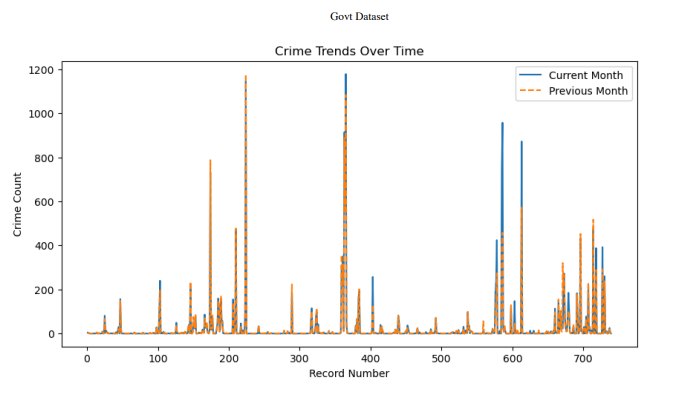 Govt Dataset
Crime Trends Over Time
Current Month
Previous Month
Crime Count
1200
1000
800
600
400
200
0
0 100 200 300 400 500 600 700
Record Number